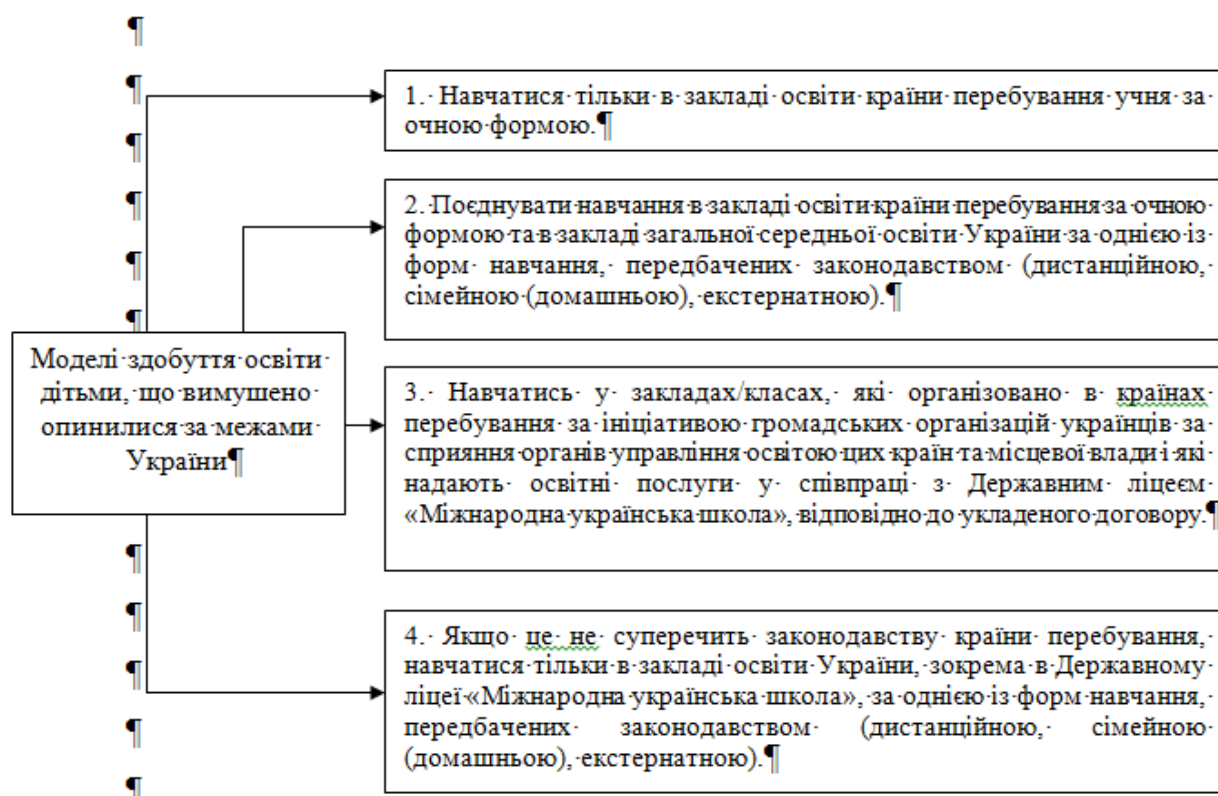 Моделі здобуття освіти
дітьми, що вимушено
опинилися за межами
України
1. Навчатися тільки в закладі освіти країни перебування учня за
очною формою.
2. Поєднувати навчання в закладі освіти країни перебування за очною
формою та в закладі загальної середньої освіти України за однією із
форм навчання, передбачених законодавством (дистанційною,
сімейною (домашньою), екстернатною).
3. Навчатись у закладах/класах, які організовано в країнах
перебування за ініціативою громадських організацій українців за
сприяння органів управління освітою цих країн та місцевої влади і які
надають освітні послуги у співпраці з Державним ліцеєм
«Міжнародна українська школа», відповідно до укладеного договору.
4. Якщо це не суперечить законодавству країни перебування,
навчатися тільки в закладі освіти України, зокрема в Державному
ліцеї «Міжнародна українська школа», за однією із форм навчання,
передбачених законодавством (дистанційною, сімейною
(домашньою), екстернатною).